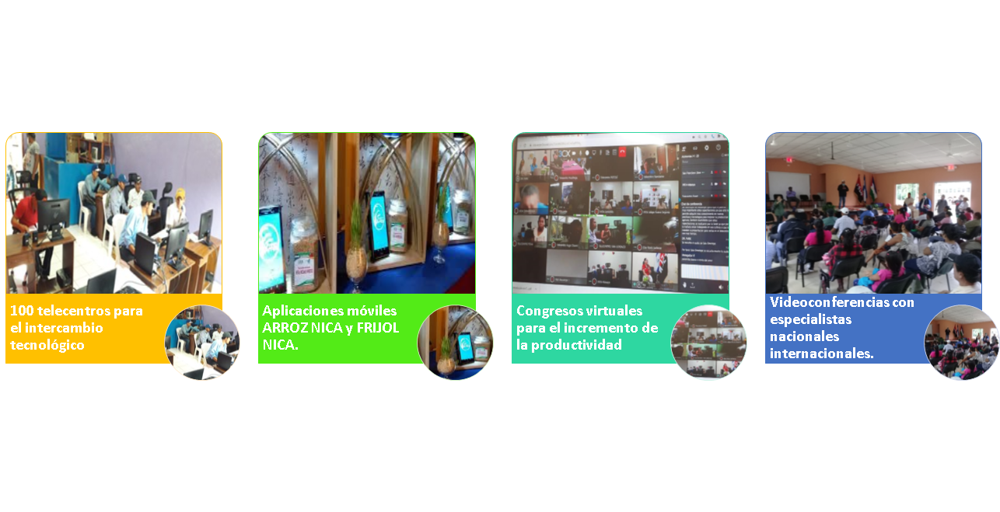 100 telecentros para
el intercambio
tecnológico
Aplicaciones móviles
ARROZ NICA y FRIJOL
NICA.
Congresos virtuales
para el incremento de
la productividad
Videoconferencias con
especialistas
nacionales
internacionales.